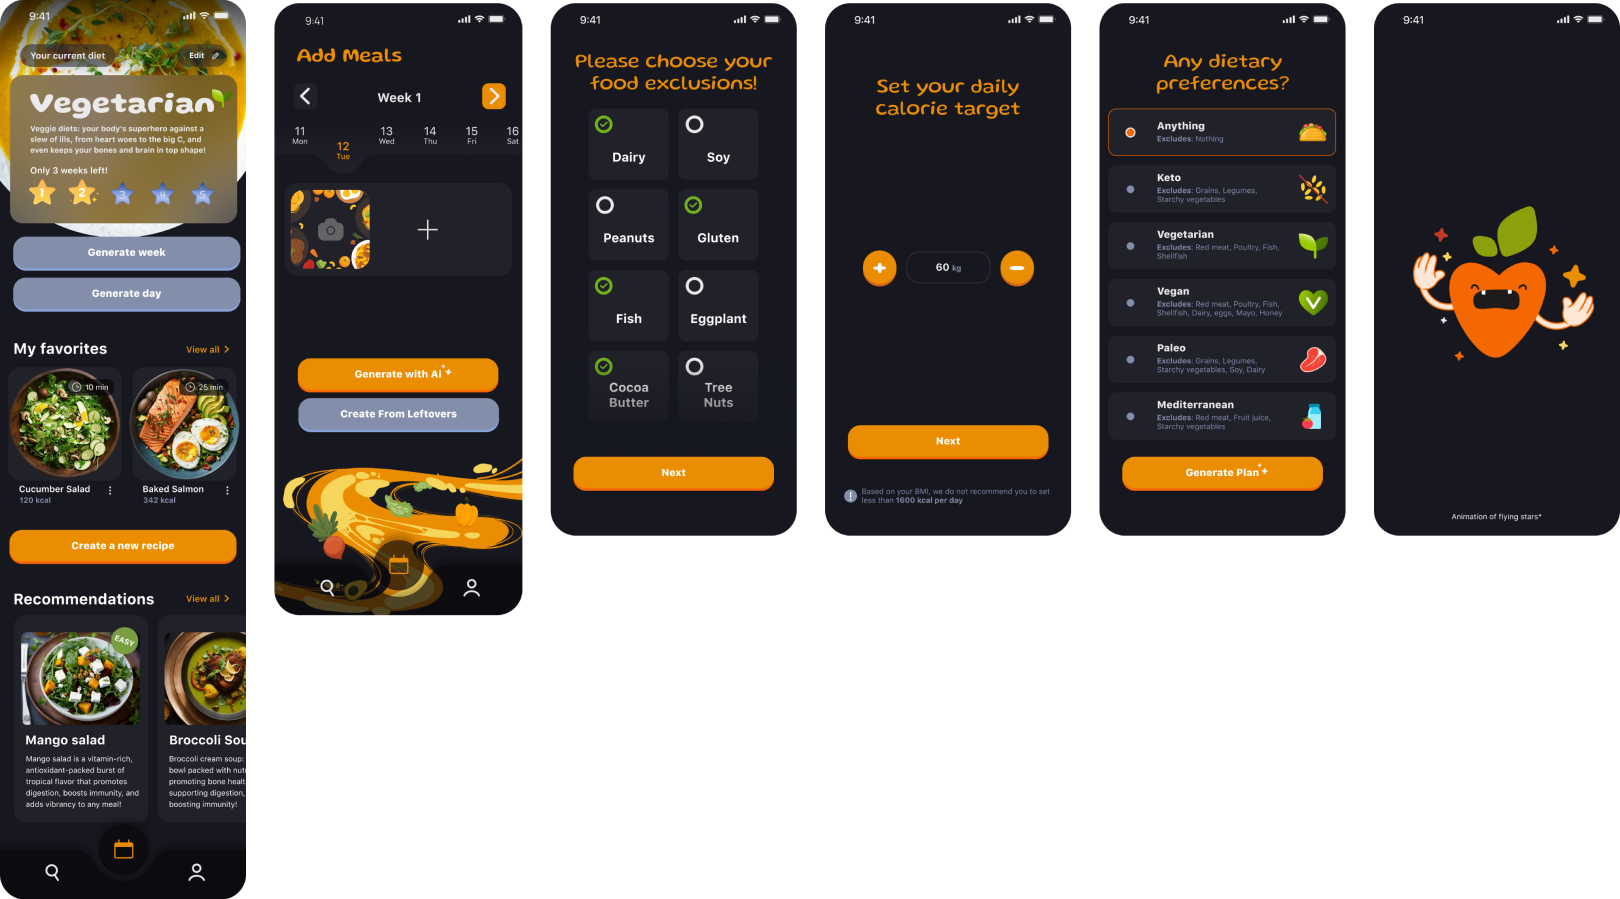 9:41
Your current diet
Edit
Vegetarian
Veggie diets: your body's superhero against a
slew of ills, from heart woes to the big C, and
even keeps your bones and brain in top shape!
Only 3 weeks left!
1 2 3 4 5
Generate week
Generate day
My favorites
View all
10 min
25 min
Cucumber Salad
120 kcal
Baked Salmon
342 kcal
Create a new recipe
Recommendations
View all
EASY
Mango salad
Mango salad is a vitamin-rich,
antioxidant-packed burst of
tropical flavor that promotes
digestion, boosts immunity, and
adds vibrancy to any meal!
Broccoli Sou
Broccoli cream soup:
bowl packed with nut
promoting bone healt
supporting digestion,
boosting immunity!
9:41
Add Meals
Week 1
11 12 13 14 15 16
Mon Tue Wed Thu Fri Sat
Generate with AI
Create From Leftovers
9:41
Please choose your
food exclusions!
Dairy
Soy
Peanuts
Gluten
Fish
Eggplant
Cocoa
Butter
Tree
Nuts
Next
9:41
Set your daily
calorie target
60 kg
Next
Based on your BMI, we do not recommend you to set
less than 1600 kcal per day
9:41
Any dietary
preferences?
Anything
Excludes: Nothing
Keto
Excludes: Grains, Legumes,
Starchy vegetables
Vegetarian
Excludes: Red meat, Poultry, Fish,
Shellfish
Vegan
Excludes: Red meat, Poultry, Fish,
Shellfish, Dairy, eggs, Mayo, Honey
Paleo
Excludes: Grains, Legumes,
Starchy vegetables, Soy, Dairy
Mediterranean
Excludes: Red meat, Fruit juice,
Starchy vegetables
Generate Plan
9:41
Animation of flying stars*